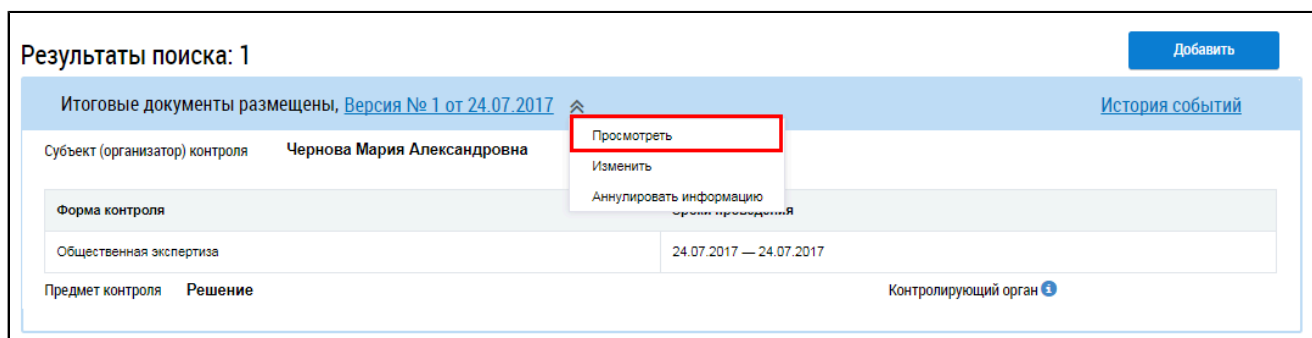 Результаты поиска: 1
Добавить
Итоговые документы размещены, Версия № 1 от 24.07.2017
История событий
Просмотреть
Субъект (организатор) контроля Чернова Мария Александровна
Изменить
Аннулировать информацию
Форма контроля
Сроки проведения
Общественная экспертиза
24.07.2017 — 24.07.2017
Предмет контроля Решение
Контролирующий орган